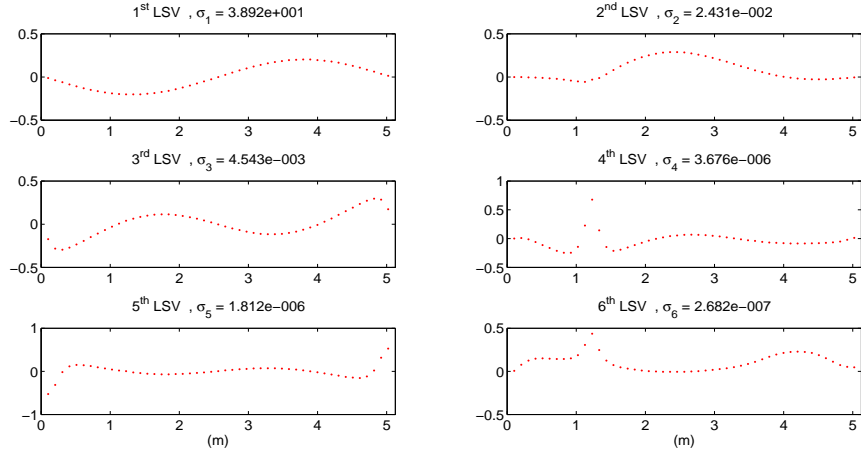 1st LSV , σ1 = 3.892e+001
0.5
0
−0.5
0 1 2 3 4 5
2nd LSV , σ2 = 2.431e−002
0.5
0
−0.5
0 1 2 3 4 5
3rd LSV , σ3 = 4.543e−003
0.5
0
−0.5
0 1 2 3 4 5
4th LSV , σ4 = 3.676e−006
1
0.5
0
−0.5
0 1 2 3 4 5
5th LSV , σ5 = 1.812e−006
1
0
−1
0 1 2 3 4 5
(m)
6th LSV , σ6 = 2.682e−007
0.5
0
−0.5
0 1 2 3 4 5
(m)